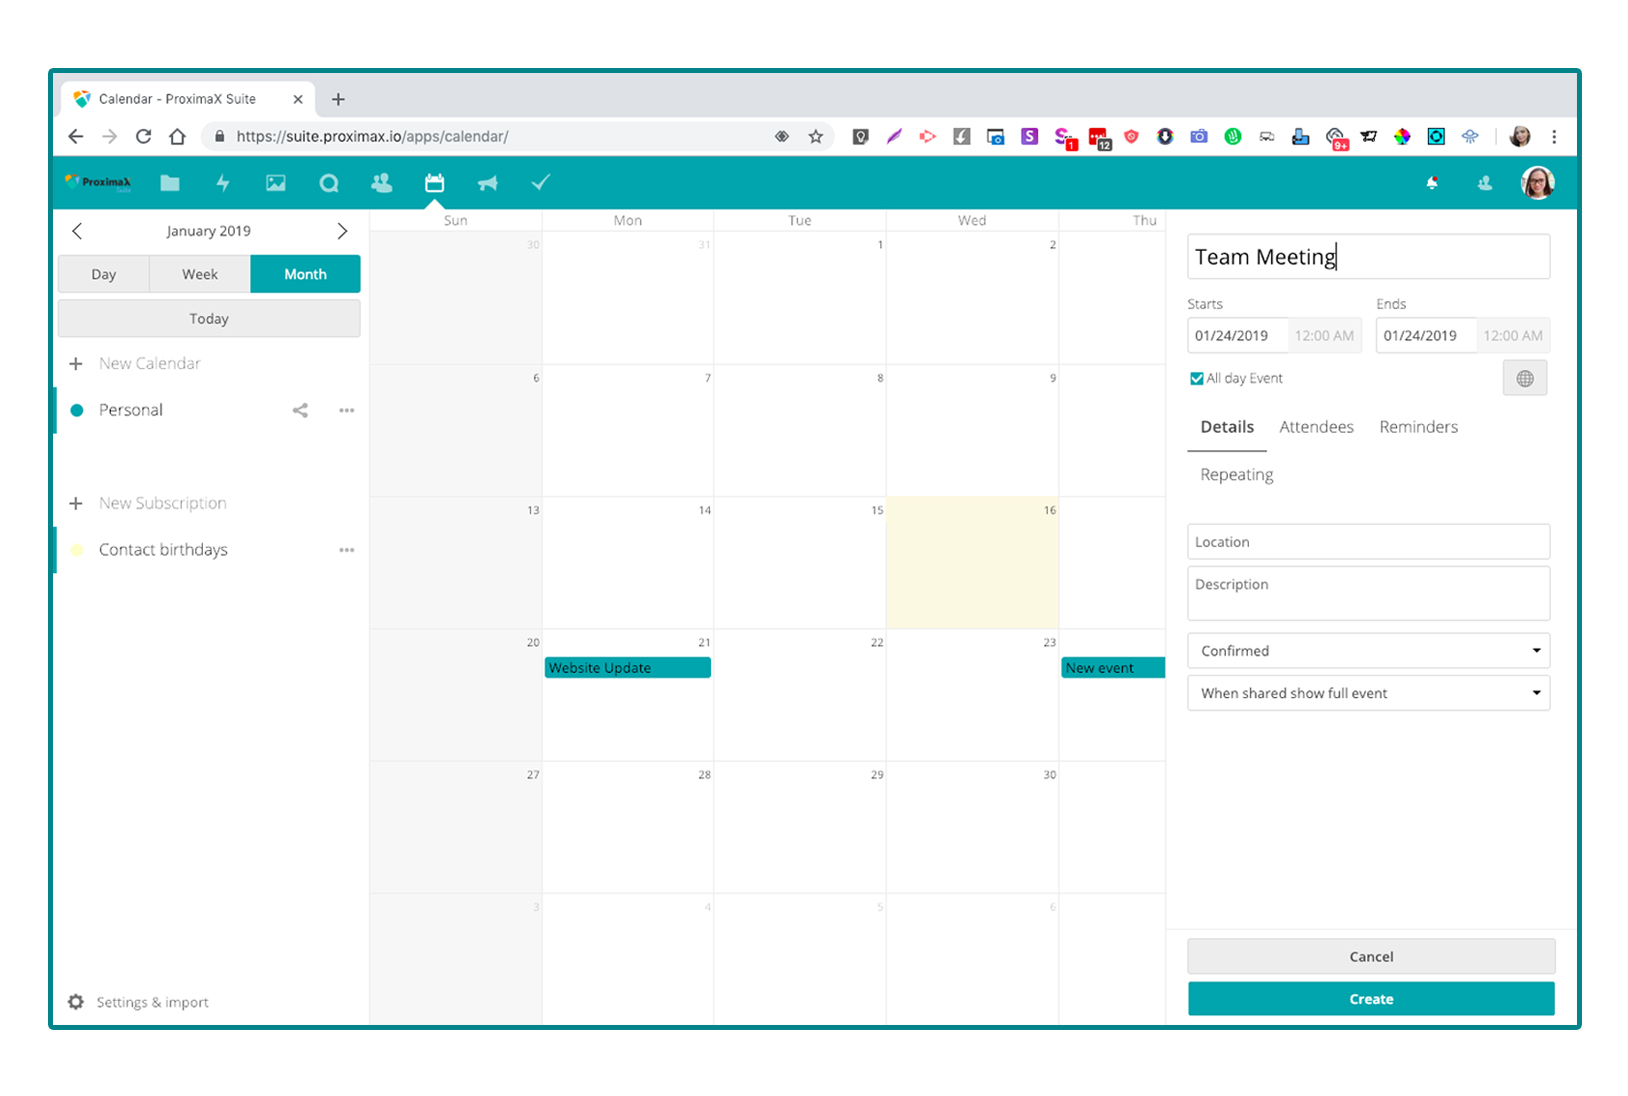 Calendar - ProximaX Suite
https://suite.proximax.io/apps/calendar/
S
1
12
9+
ProximaX
January 2019
Day Week Month
Today
New Calendar
Personal
New Subscription
Contact birthdays
Settings & import
Sun Mon Tue Wed Thu
30 31 1 2
6 7 8 9
13 14 15 16
20 21 22 23
Website Update New event
27 28 29 30
3 4 5 6
Team Meeting
Starts Ends
01/24/2019 12:00 AM 01/24/2019 12:00 AM
All day Event
Details Attendees Reminders
Repeating
Location
Description
Confirmed
When shared show full event
Cancel
Create